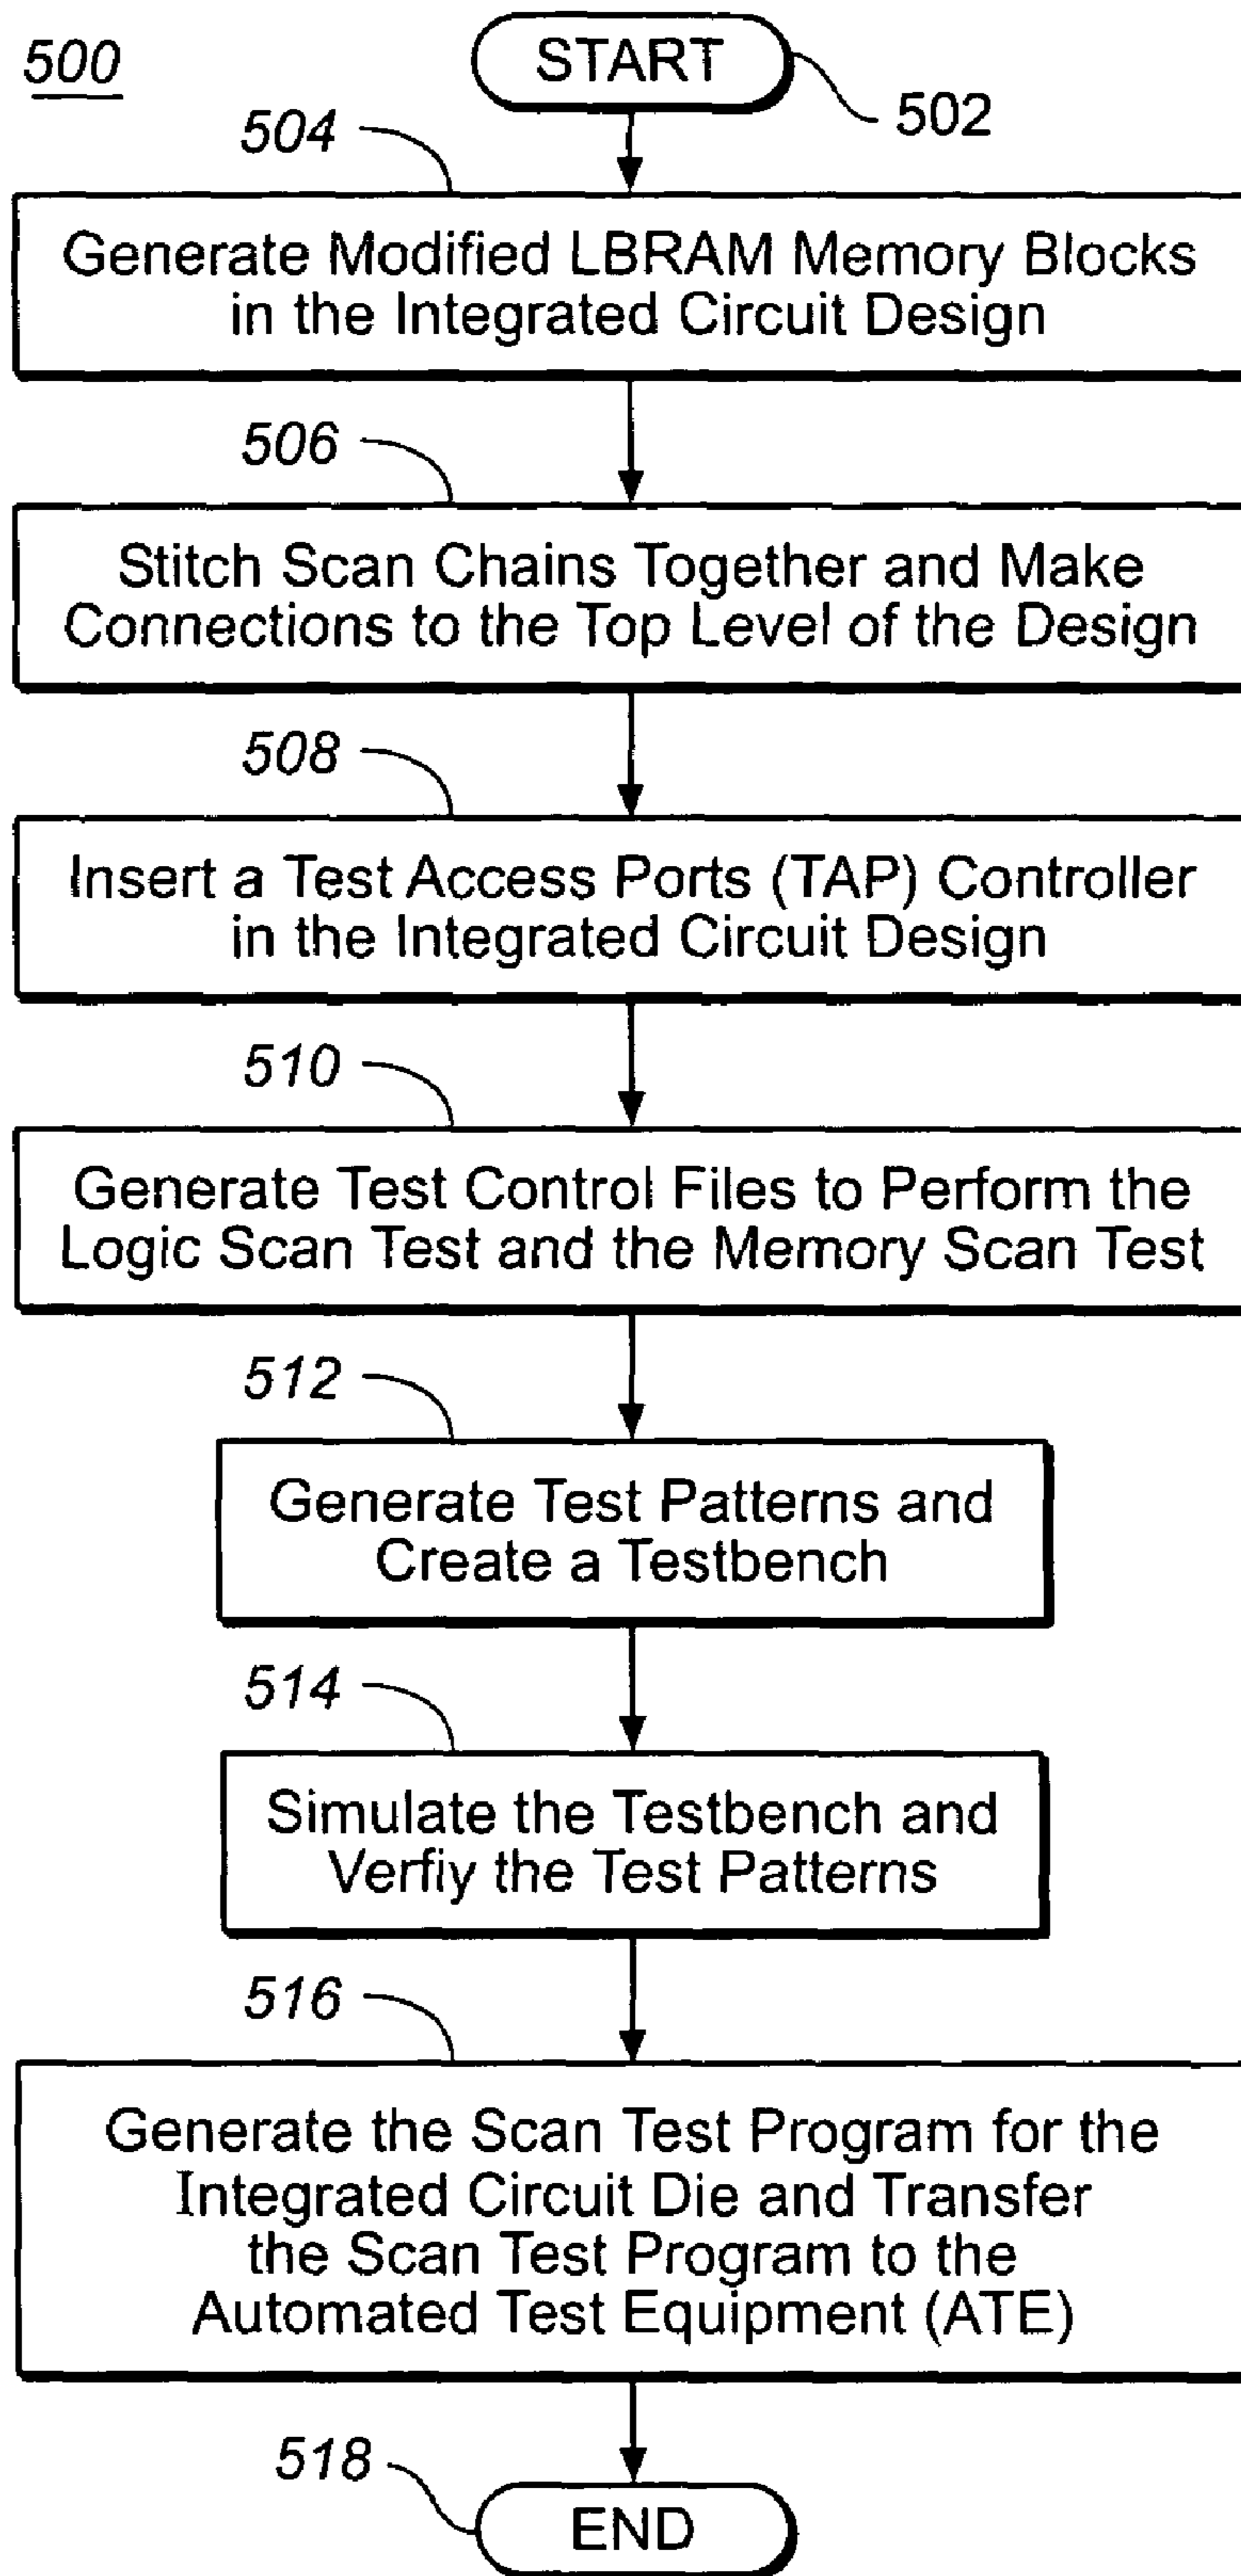 500
START
502
504
Generate Modified LBRAM Memory Blocks
in the Integrated Circuit Design
506
Stitch Scan Chains Together and Make
Connections to the Top Level of the Design
508
Insert a Test Access Ports (TAP) Controller
in the Integrated Circuit Design
510
Generate Test Control Files to Perform the
Logic Scan Test and the Memory Scan Test
512
Generate Test Patterns and
Create a Testbench
514
Simulate the Testbench and
Verfiy the Test Patterns
516
Generate the Scan Test Program for the
Integrated Circuit Die and Transfer
the Scan Test Program to the
Automated Test Equipment (ATE)
518
END